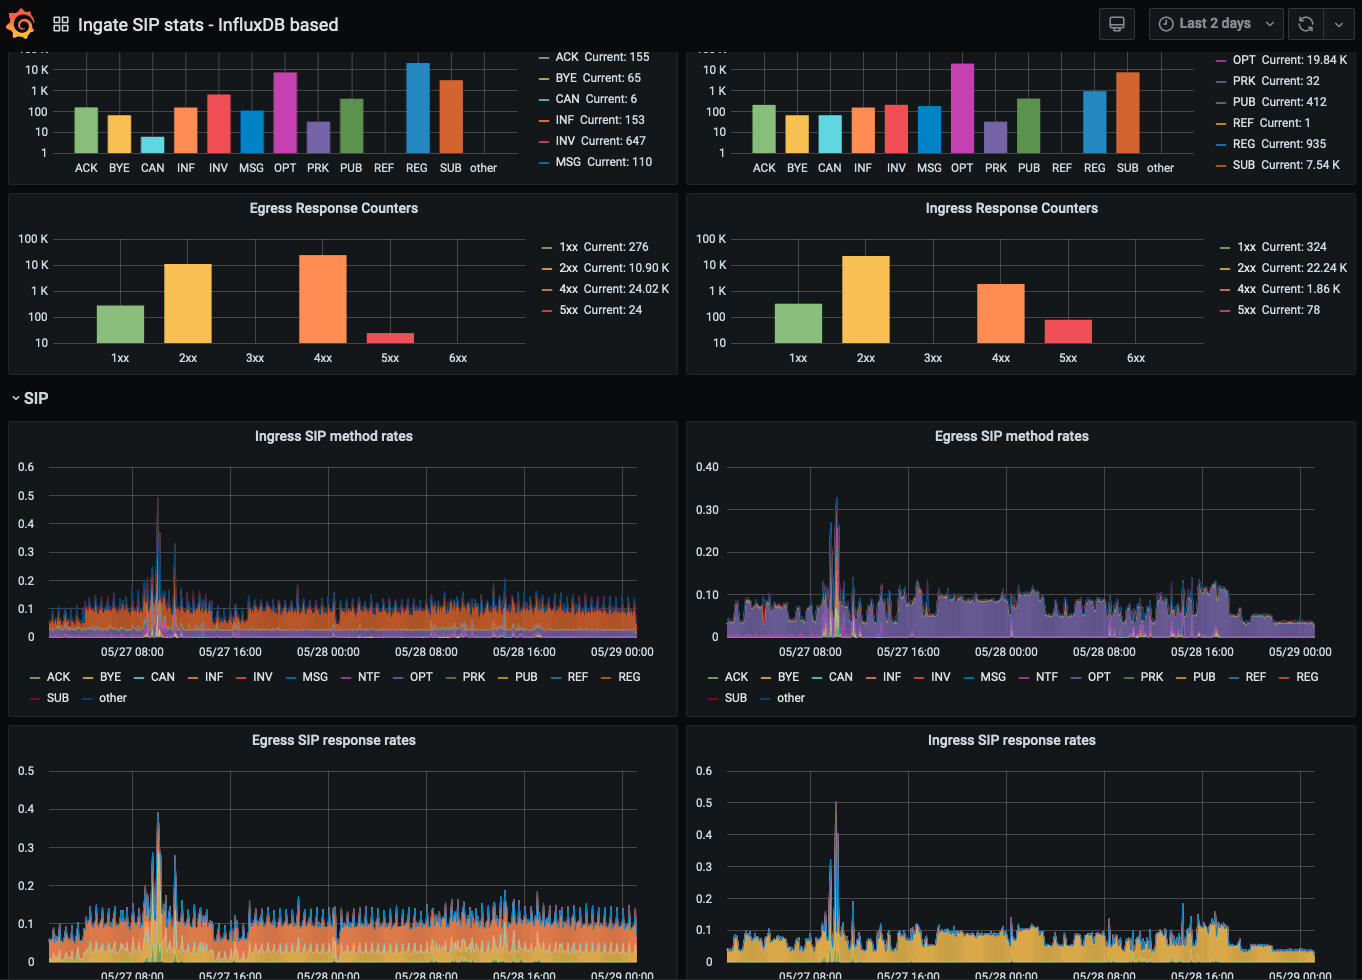 Ingate SIP stats - InfluxDB based
Last 2 days
10 K
1 K
100
10
1
ACK BYE CAN INF INV MSG OPT PRK PUB REF REG SUB other
ACK Current: 155
BYE Current: 65
CAN Current: 6
INF Current: 153
INV Current: 647
MSG Current: 110
10 K
1 K
100
10
1
ACK BYE CAN INF INV MSG OPT PRK PUB REF REG SUB other
OPT Current: 19.84 K
PRK Current: 32
PUB Current: 412
REF Current: 1
REG Current: 935
SUB Current: 7.54 K
Egress Response Counters
100 K
10 K
1 K
100
10
1xx 2xx 3xx 4xx 5xx 6xx
1xx Current: 276
2xx Current: 10.90 K
4xx Current: 24.02 K
5xx Current: 24
Ingress Response Counters
100 K
10 K
1 K
100
10
1xx 2xx 3xx 4xx 5xx 6xx
1xx Current: 324
2xx Current: 22.24 K
4xx Current: 1.86 K
5xx Current: 78
SIP
Ingress SIP method rates
0.6
0.5
0.4
0.3
0.2
0.1
0
05/27 08:00 05/27 16:00 05/28 00:00 05/28 08:00 05/28 16:00 05/29 00:00
ACK BYE CAN INF INV MSG NTF OPT PRK PUB REF REG
SUB other
Egress SIP method rates
0.40
0.30
0.20
0.10
0
05/27 08:00 05/27 16:00 05/28 00:00 05/28 08:00 05/28 16:00 05/29 00:00
ACK BYE CAN INF INV MSG NTF OPT PRK PUB REF REG
SUB other
Egress SIP response rates
0.5
0.4
0.3
0.2
0.1
0
05/27 08:00 05/27 16:00 05/28 00:00 05/28 08:00 05/28 16:00 05/29 00:00
Ingress SIP response rates
0.6
0.5
0.4
0.3
0.2
0.1
0
05/27 08:00 05/27 16:00 05/28 00:00 05/28 08:00 05/28 16:00 05/29 00:00